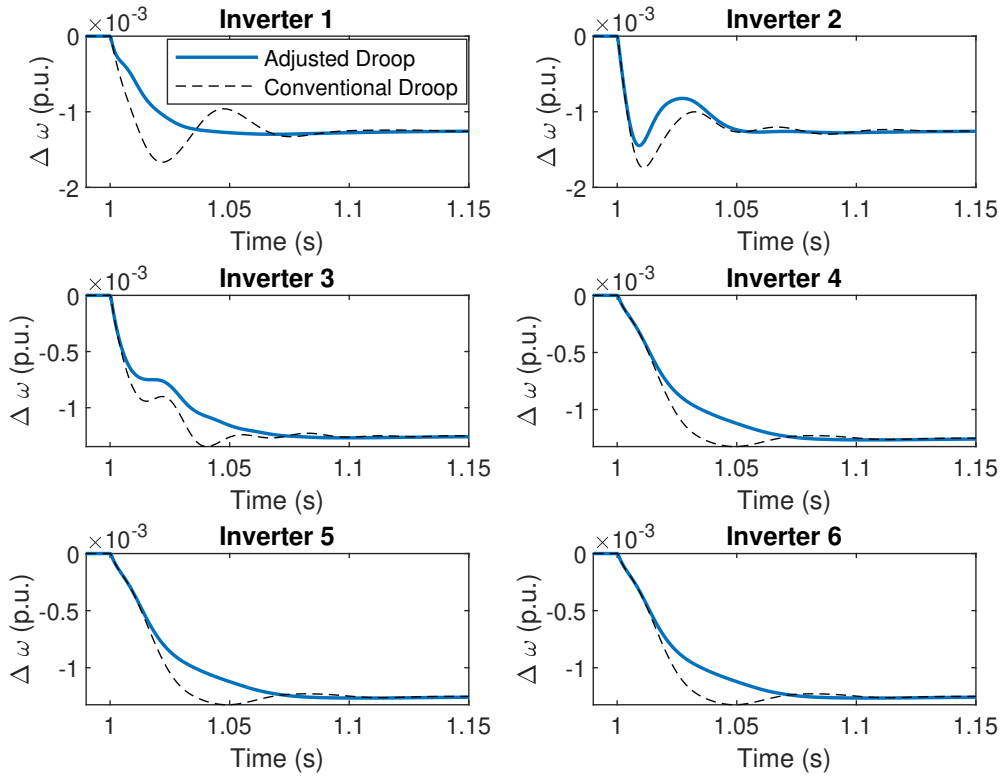 Inverter 1
×10⁻³
0
-1
-2
Δ ω (p.u.)
Adjusted Droop
Conventional Droop
1
1.05
1.1
1.15
Time (s)
Inverter 2
×10⁻³
0
-1
-2
Δ ω (p.u.)
1
1.05
1.1
1.15
Time (s)
Inverter 3
×10⁻³
0
-0.5
-1
Δ ω (p.u.)
1
1.05
1.1
1.15
Time (s)
Inverter 4
×10⁻³
0
-0.5
-1
Δ ω (p.u.)
1
1.05
1.1
1.15
Time (s)
Inverter 5
×10⁻³
0
-0.5
-1
Δ ω (p.u.)
1
1.05
1.1
1.15
Time (s)
Inverter 6
×10⁻³
0
-0.5
-1
Δ ω (p.u.)
1
1.05
1.1
1.15
Time (s)